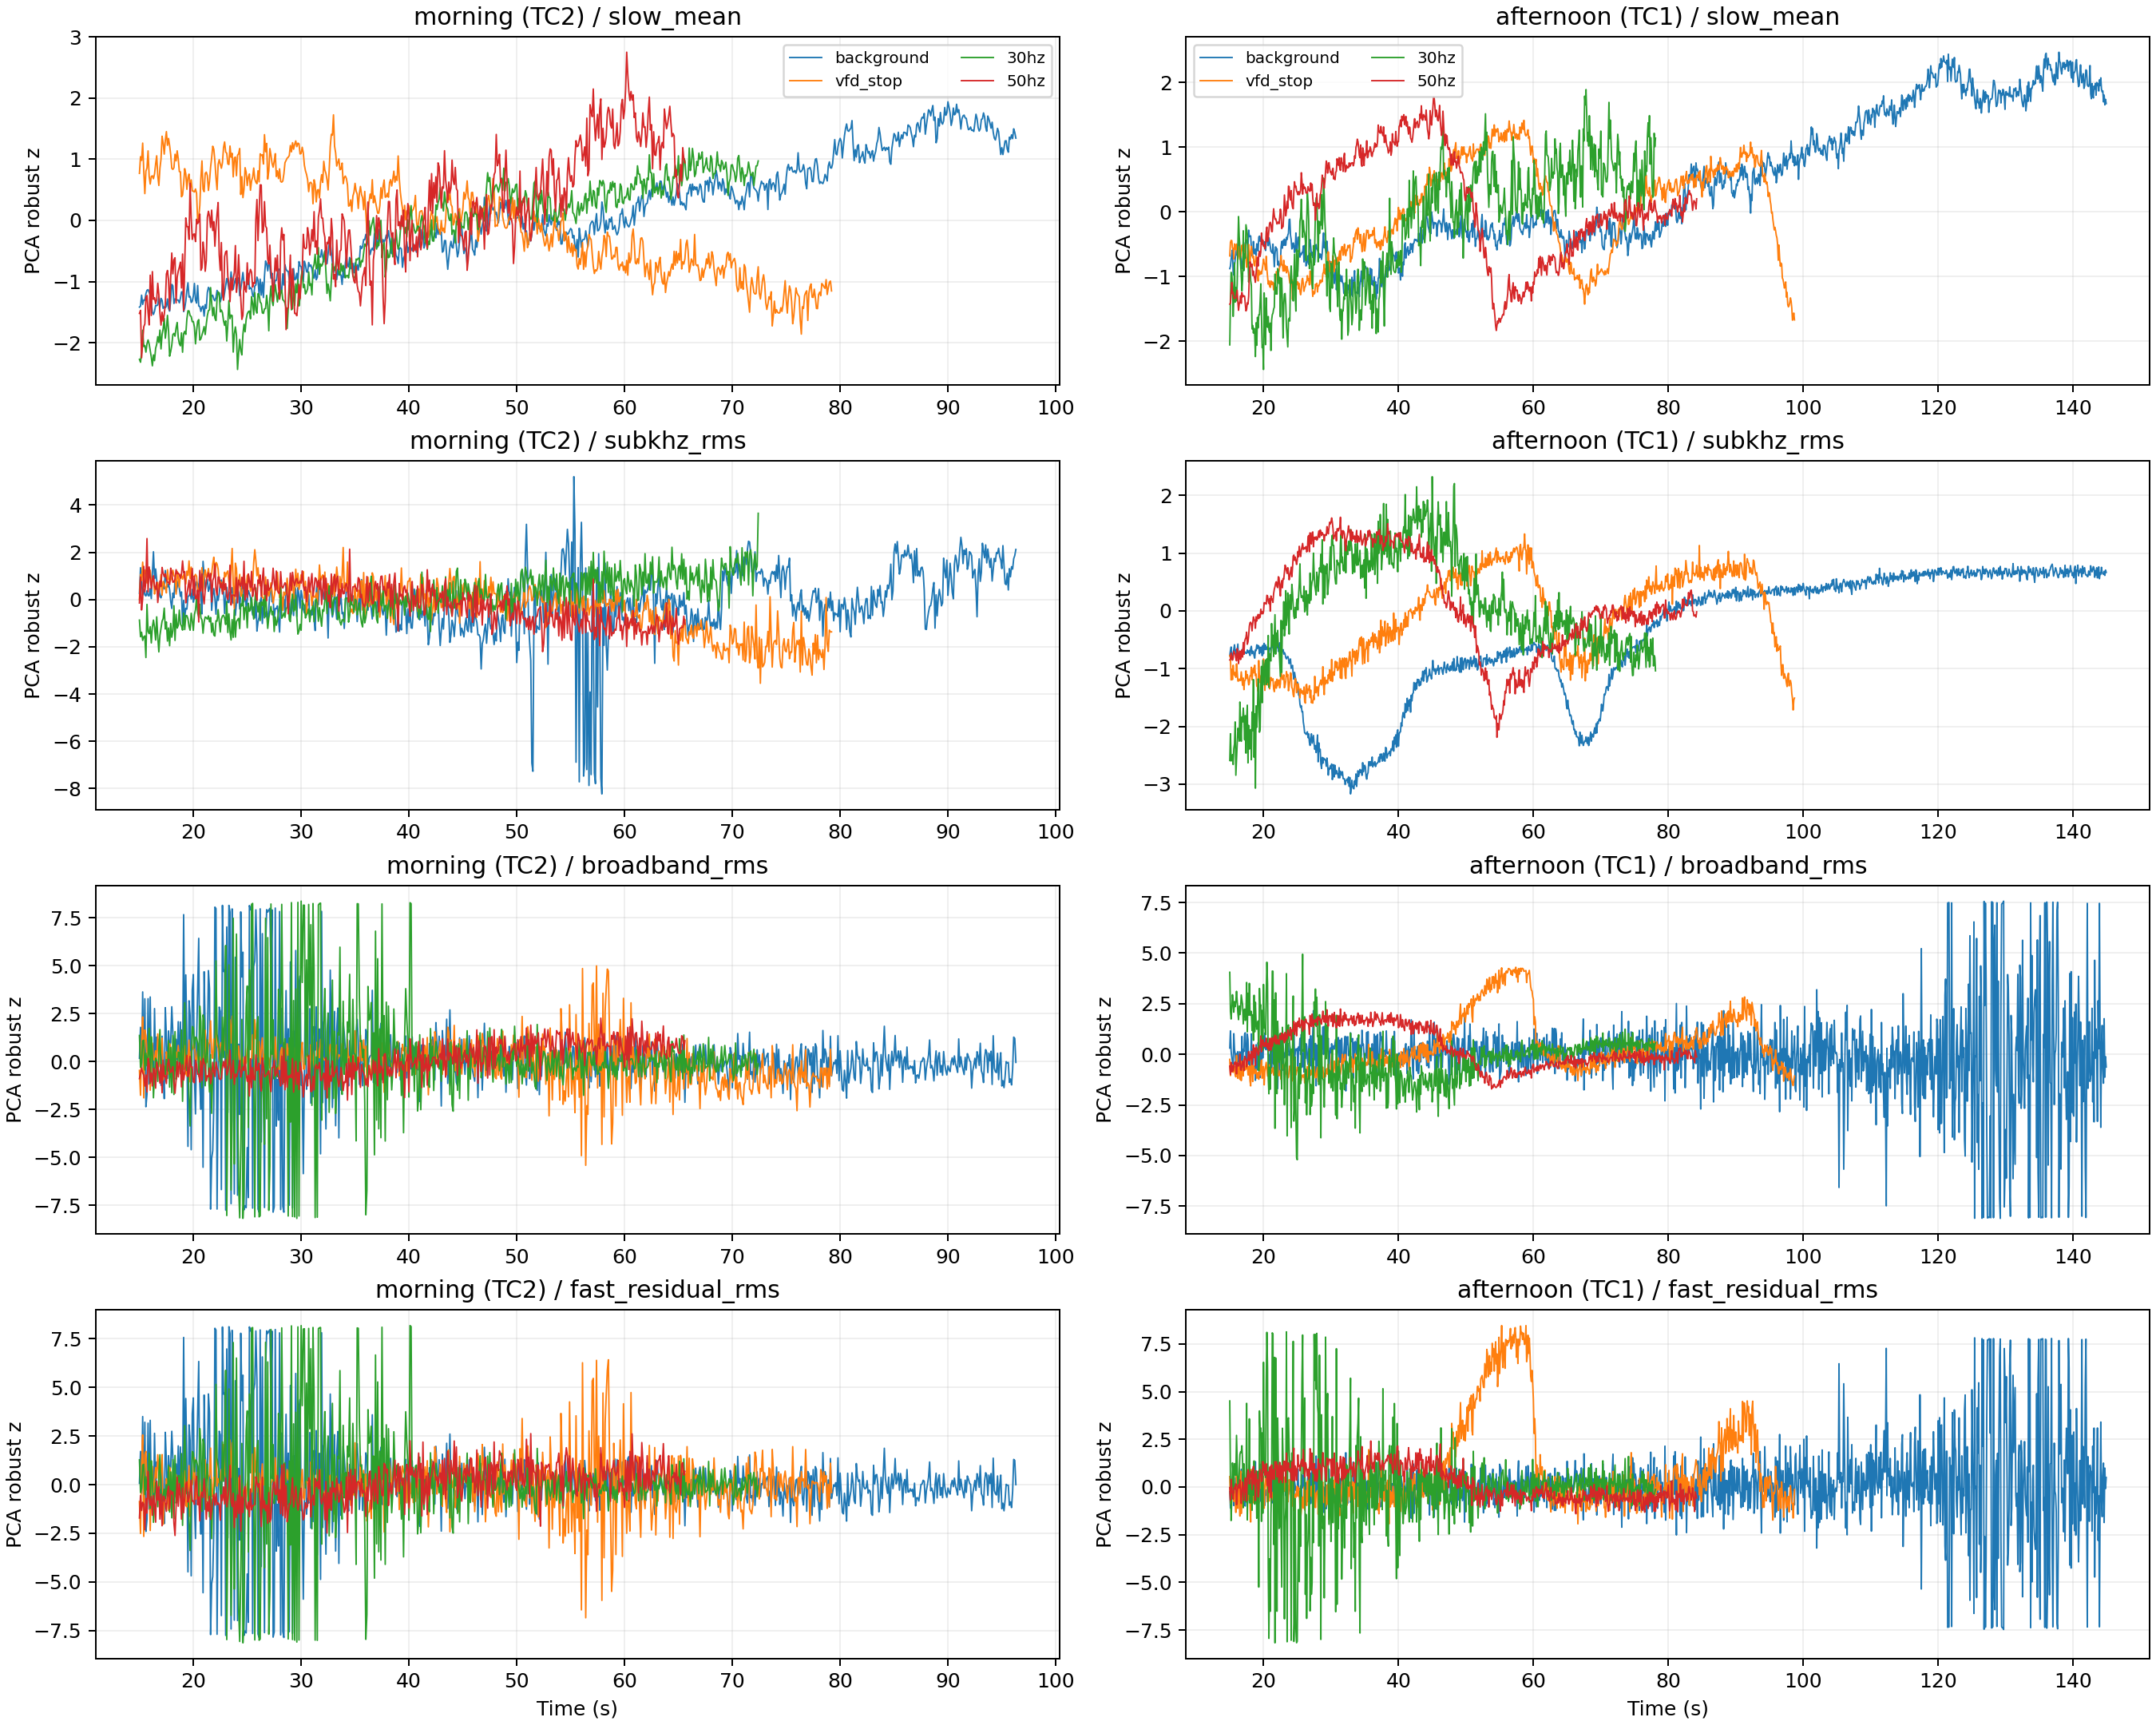 morning (TC2) / slow_mean
PCA robust z
3
2
1
0
−1
−2
background
vfd_stop
30hz
50hz
20 30 40 50 60 70 80 90 100
afternoon (TC1) / slow_mean
PCA robust z
2
1
0
−1
−2
background
vfd_stop
30hz
50hz
20 40 60 80 100 120 140
morning (TC2) / subkhz_rms
PCA robust z
4
2
0
−2
−4
−6
−8
20 30 40 50 60 70 80 90 100
afternoon (TC1) / subkhz_rms
PCA robust z
2
1
0
−1
−2
−3
20 40 60 80 100 120 140
morning (TC2) / broadband_rms
PCA robust z
7.5
5.0
2.5
0.0
−2.5
−5.0
−7.5
20 30 40 50 60 70 80 90 100
afternoon (TC1) / broadband_rms
PCA robust z
7.5
5.0
2.5
0.0
−2.5
−5.0
−7.5
20 40 60 80 100 120 140
morning (TC2) / fast_residual_rms
PCA robust z
7.5
5.0
2.5
0.0
−2.5
−5.0
−7.5
20 30 40 50 60 70 80 90 100
Time (s)
afternoon (TC1) / fast_residual_rms
PCA robust z
7.5
5.0
2.5
0.0
−2.5
−5.0
−7.5
20 40 60 80 100 120 140
Time (s)